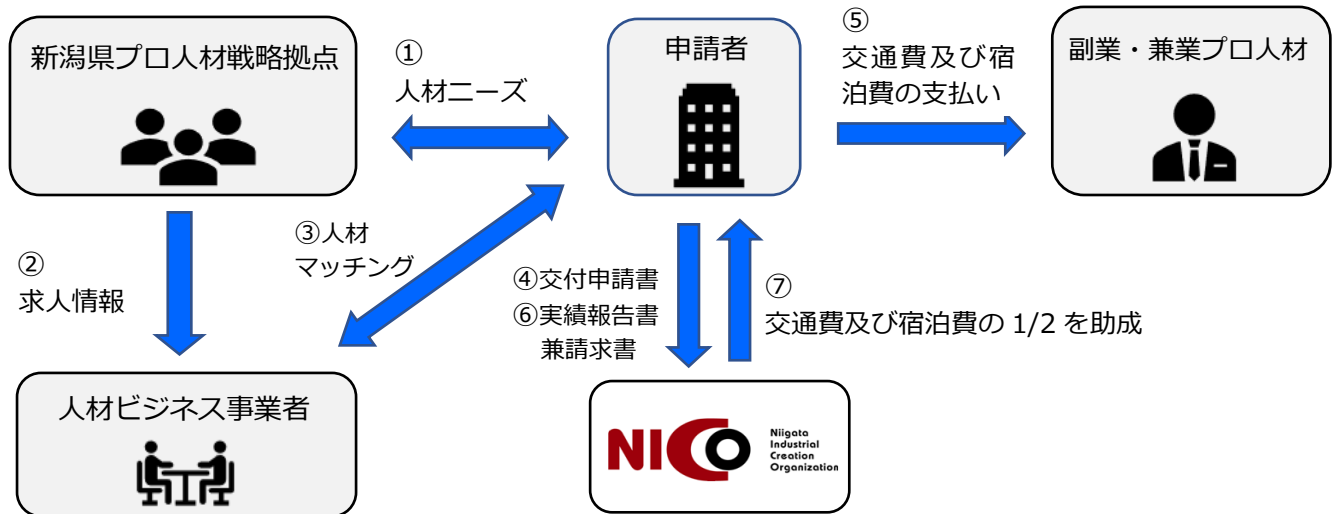 新潟県プロ人材戦略拠点
①
人材ニーズ
申請者
⑤
交通費及び宿
泊費の支払い
副業・兼業プロ人材
②
求人情報
③人材
マッチング
④交付申請書
⑥実績報告書
兼請求書
⑦
交通費及び宿泊費の 1/2 を助成
人材ビジネス事業者
NICO
Niigata
Industrial
Creation
Organization